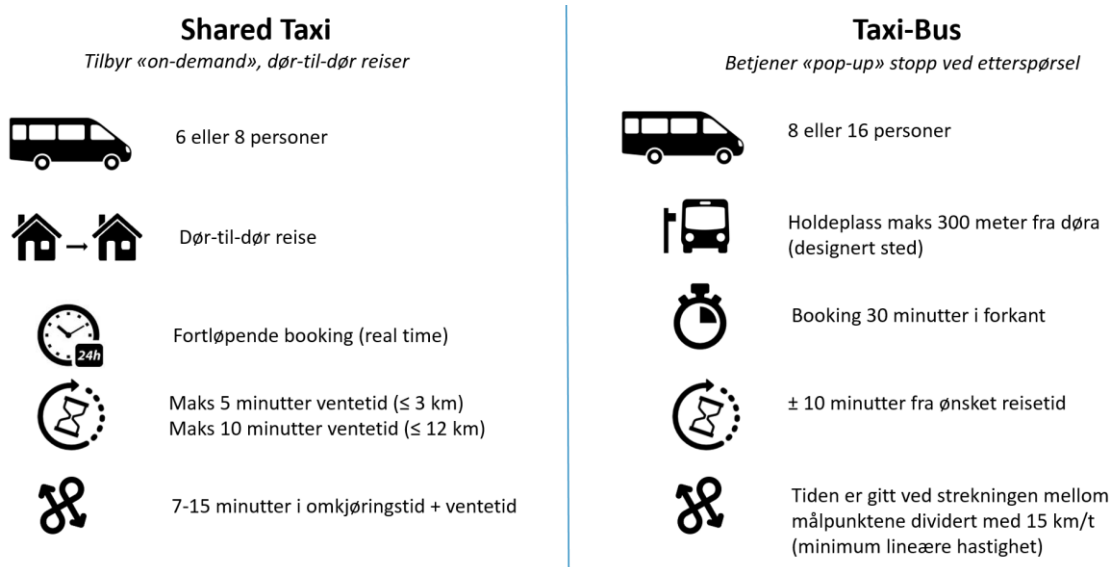 Shared Taxi
Tilbyr «on-demand», dør-til-dør reiser
6 eller 8 personer
Dør-til-dør reise
24h
Fortløpende booking (real time)
Maks 5 minutter ventetid (≤ 3 km)
Maks 10 minutter ventetid (≤ 12 km)
7-15 minutter i omkjøringstid + ventetid
Taxi-Bus
Betjener «pop-up» stopp ved etterspørsel
8 eller 16 personer
Holdeplass maks 300 meter fra døra
(designert sted)
Booking 30 minutter i forkant
± 10 minutter fra ønsket reisetid
Tiden er gitt ved strekningen mellom
målpunktene dividert med 15 km/t
(minimum lineære hastighet)